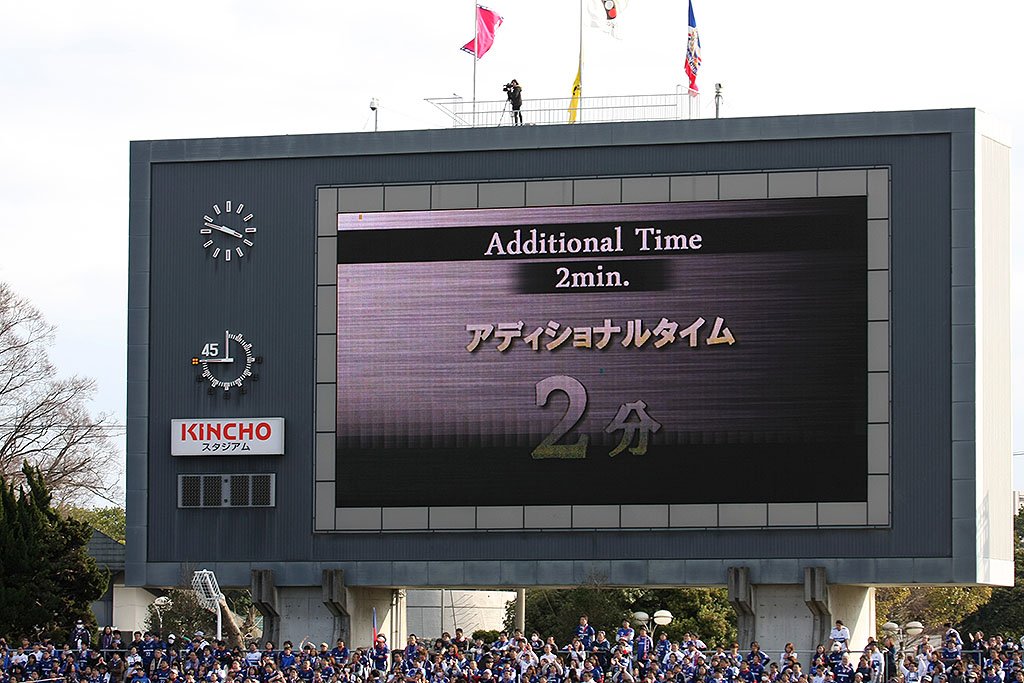 Additional Time
2min.
アディショナルタイム
2分
45
KiNCHO
スタジアム